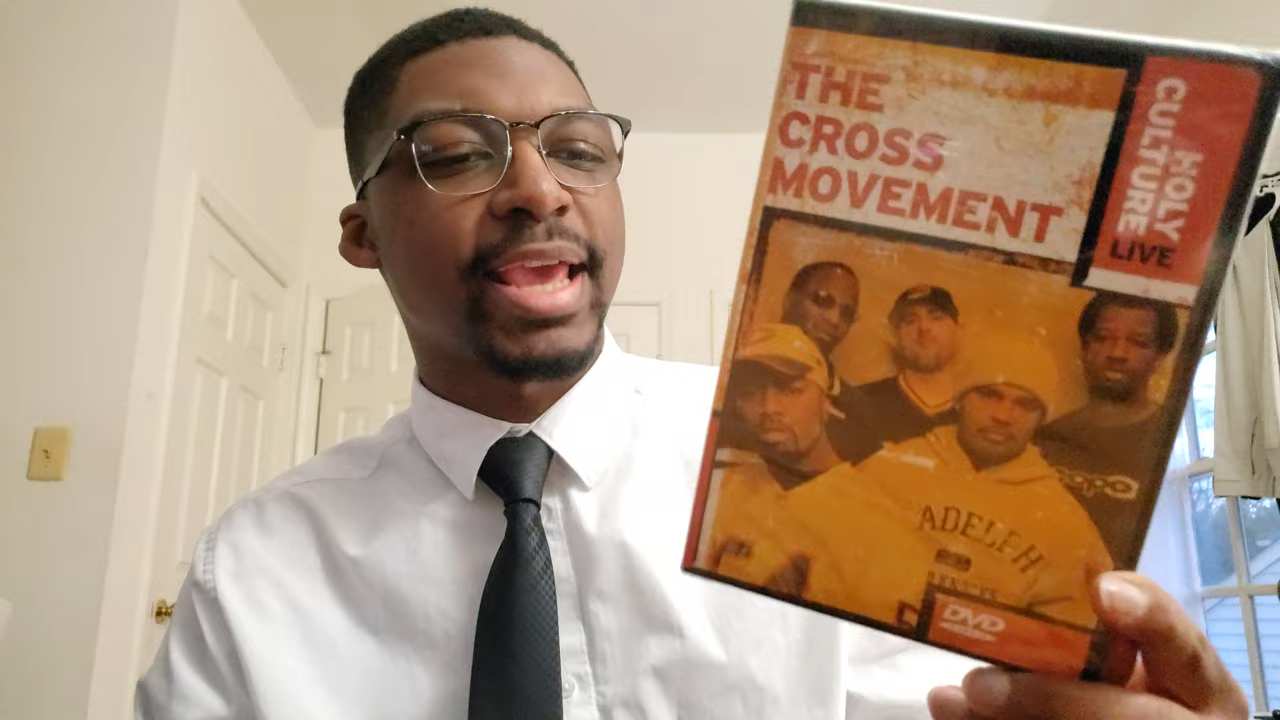 THE
CROSS
MOVEMENT
HOLY
CULTURE
LIVE
ADELPH
DVD